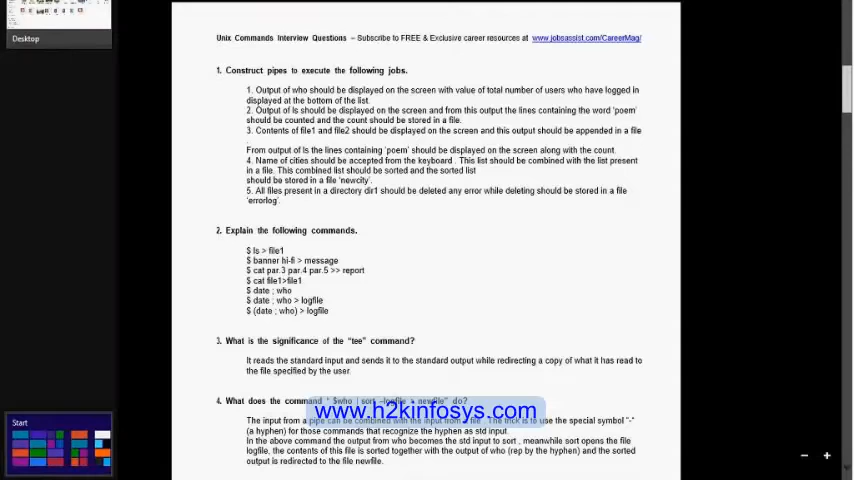 Desktop
Unix Commands Interview Questions – Subscribe to FREE & Exclusive career resources at www.jobsassist.com/CareerMag/
1. Construct pipes to execute the following jobs.
1. Output of who should be displayed on the screen with value of total number of users who have logged in
displayed at the bottom of the list.
2. Output of ls should be displayed on the screen and from this output the lines containing the word ‘poem’
should be counted and the count should be stored in a file.
3. Contents of file1 and file2 should be displayed on the screen and this output should be appended in a file
.
From output of ls the lines containing ‘poem’ should be displayed on the screen along with the count.
4. Name of cities should be accepted from the keyboard . This list should be combined with the list present
in a file. This combined list should be sorted and the sorted list
should be stored in a file ‘newcity’.
5. All files present in a directory dir1 should be deleted any error while deleting should be stored in a file
‘errorlog’.
2. Explain the following commands.
$ ls > file1
$ banner hi-fi > message
$ cat par.3 par.4 par.5 >> report
$ cat file1>file1
$ date ; who
$ date ; who > logfile
$ (date ; who) > logfile
3. What is the significance of the “tee” command?
It reads the standard input and sends it to the standard output while redirecting a copy of what it has read to
the file specified by the user.
4. What does the command “ $who | sort –logfile > newfile” do?
www.h2kinfosys.com
The input from a pipe can be combined with the input from a file . The trick is to use the special symbol “-“
(a hyphen) for those commands that recognize the hyphen as std input.
In the above command the output from who becomes the std input to sort , meanwhile sort opens the file
logfile, the contents of this file is sorted together with the output of who (rep by the hyphen) and the sorted
output is redirected to the file newfile.
Start